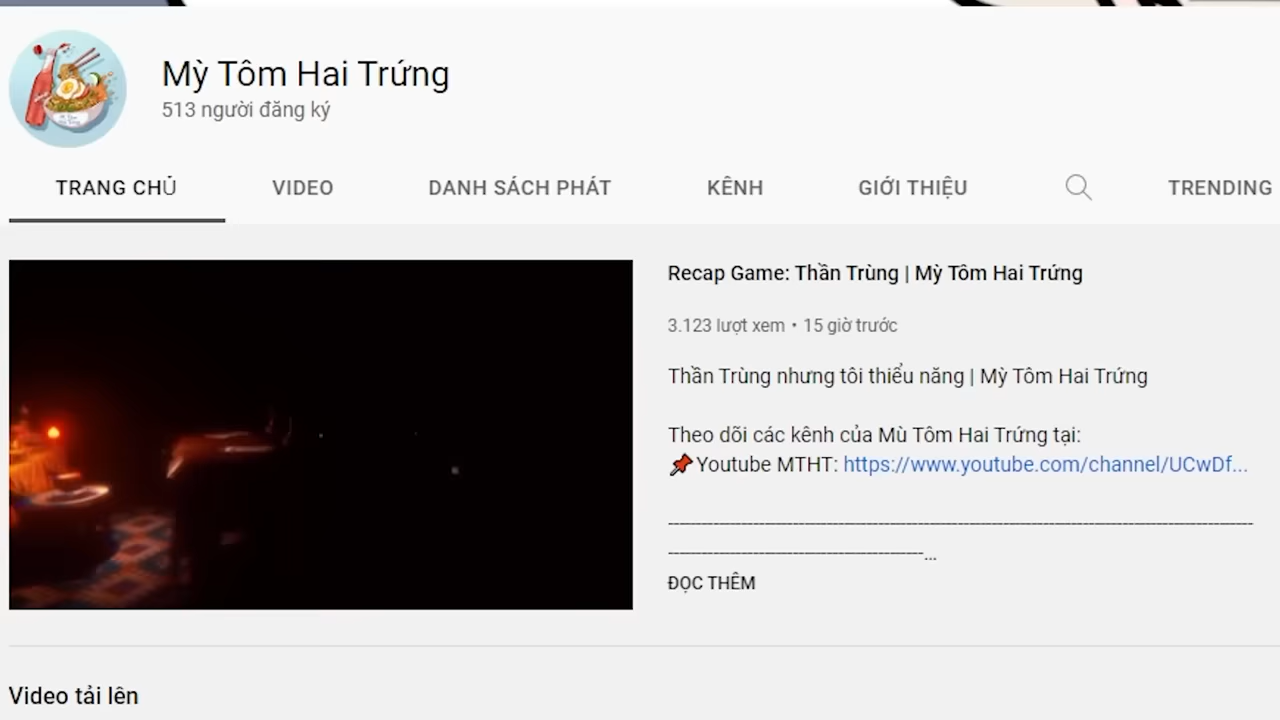 Mỳ Tôm Hai Trứng
513 người đăng ký
TRANG CHỦ VIDEO DANH SÁCH PHÁT KÊNH GIỚI THIỆU TRENDING
Recap Game: Thần Trùng | Mỳ Tôm Hai Trứng
3.123 lượt xem • 15 giờ trước
Thần Trùng nhưng tôi thiểu năng | Mỳ Tôm Hai Trứng
Theo dõi các kênh của Mù Tôm Hai Trứng tại:
📌Youtube MTHT: https://www.youtube.com/channel/UCwDf...
-----------------------------------------------------------------------------------------------------------
-----------------------------------------------...
ĐỌC THÊM
Video tải lên